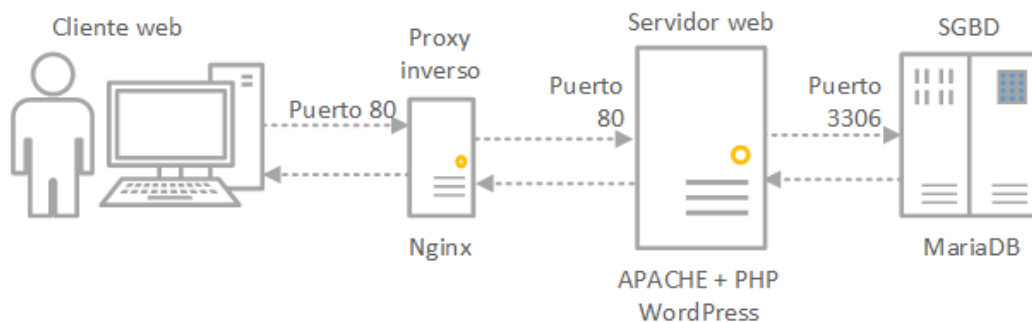 Cliente web
Proxy
inverso
Servidor web
SGBD
Puerto 80
Puerto
80
Puerto
3306
Nginx
APACHE + PHP
WordPress
MariaDB